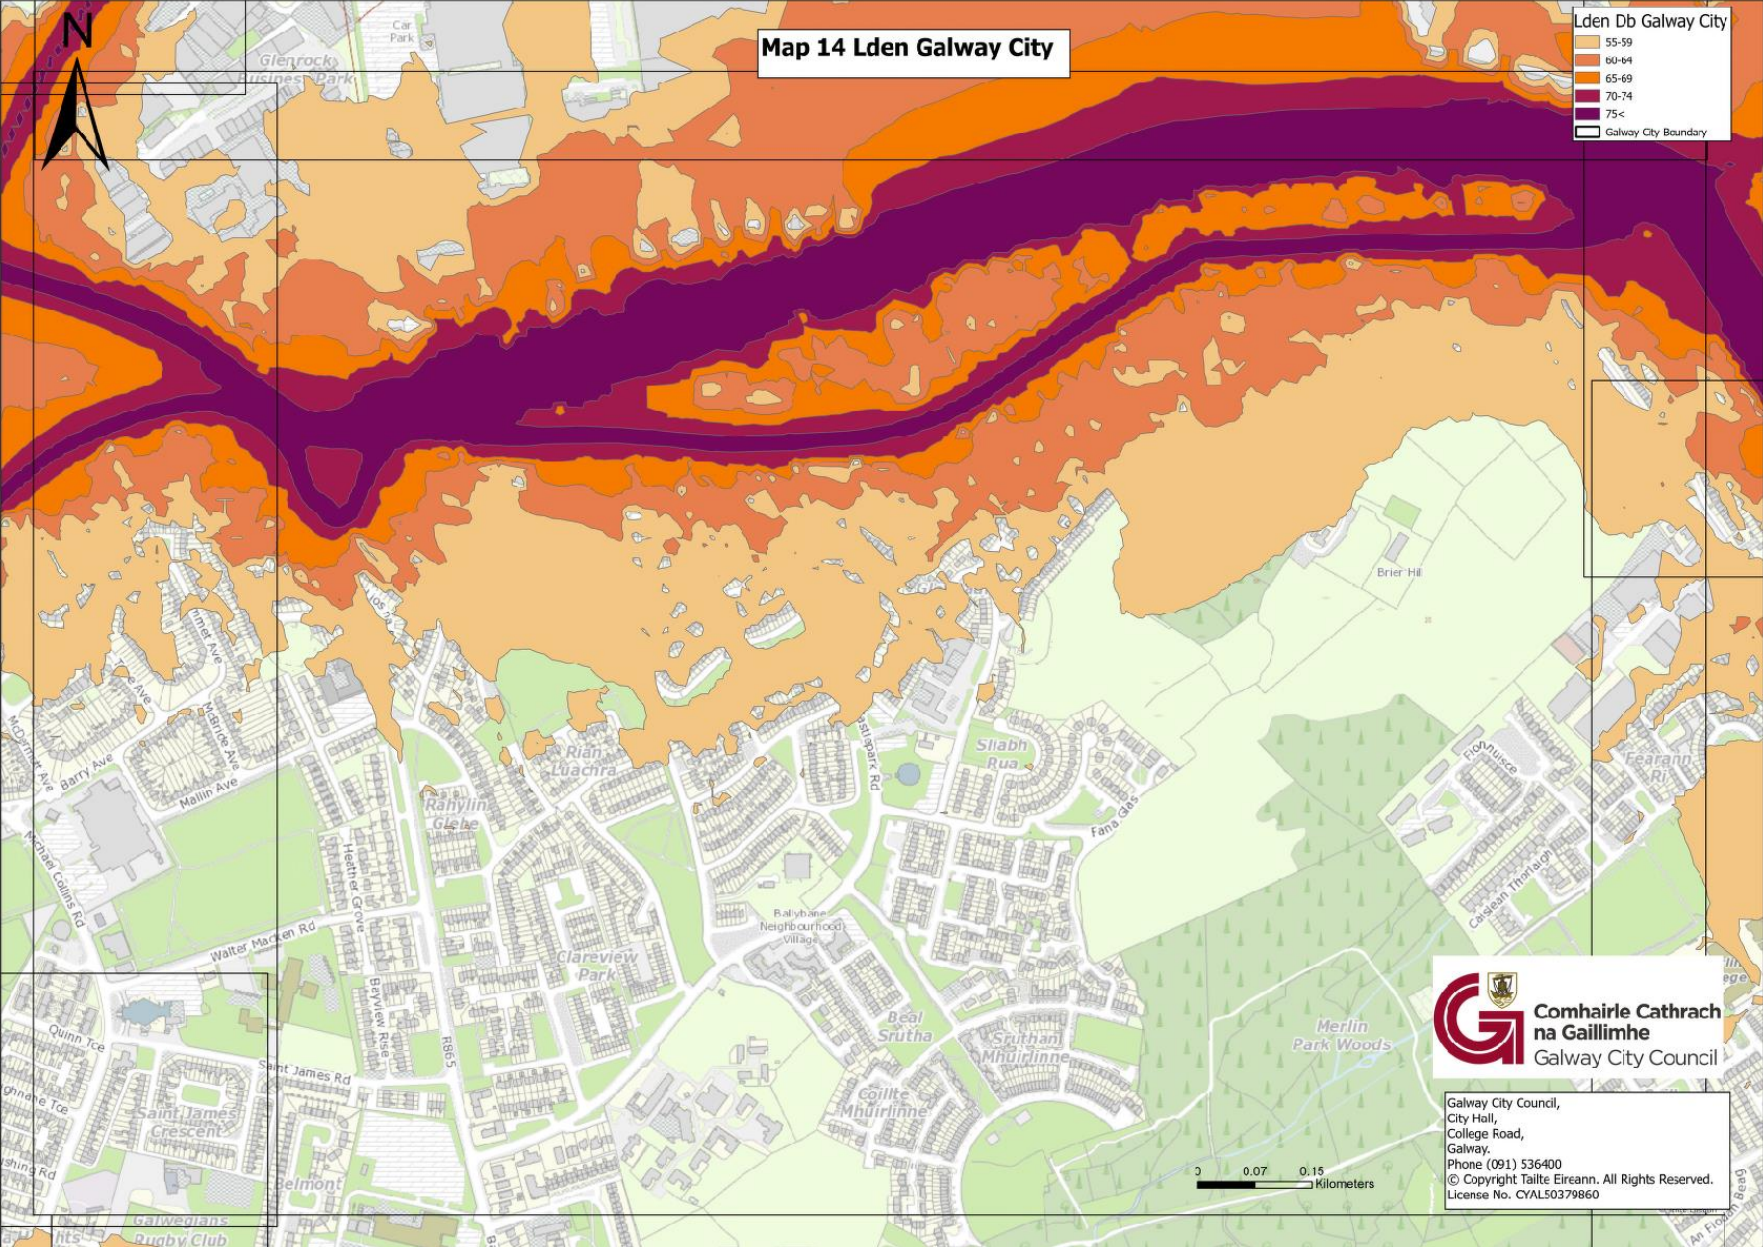 N
Map 14 Lden Galway City
Lden Db Galway City
55-59
60-64
65-69
70-74
75<
Galway City Boundary
Car
Park
Glenrock
Business Park
Brier Hill
Barry Ave
McBride Ave
Mallin Ave
McDermott Ave
Michael Collins Rd
Walter Macken Rd
Heather Grove
Bayview Rise
R865
Quinn Tce
Saint James Rd
Saint James
Crescent
Belmont
Galwegians
Rugby Club
Rahylin
Glebe
Rian
Luachra
Clareview
Park
Sliabh
Rua
Fana Glas
Ballybane
Neighbourhood
Village
Beal
Srutha
Sruthan
Mhuirlinne
Coillte
Mhuirlinne
Fionnuisce
Fearann
Ri
Caislean Thorlaigh
Merlin
Park Woods
0 0.07 0.15
Kilometers
Comhairle Cathrach
na Gaillimhe
Galway City Council
Galway City Council,
City Hall,
College Road,
Galway.
Phone (091) 536400
© Copyright Tailte Eireann. All Rights Reserved.
License No. CYAL50379860